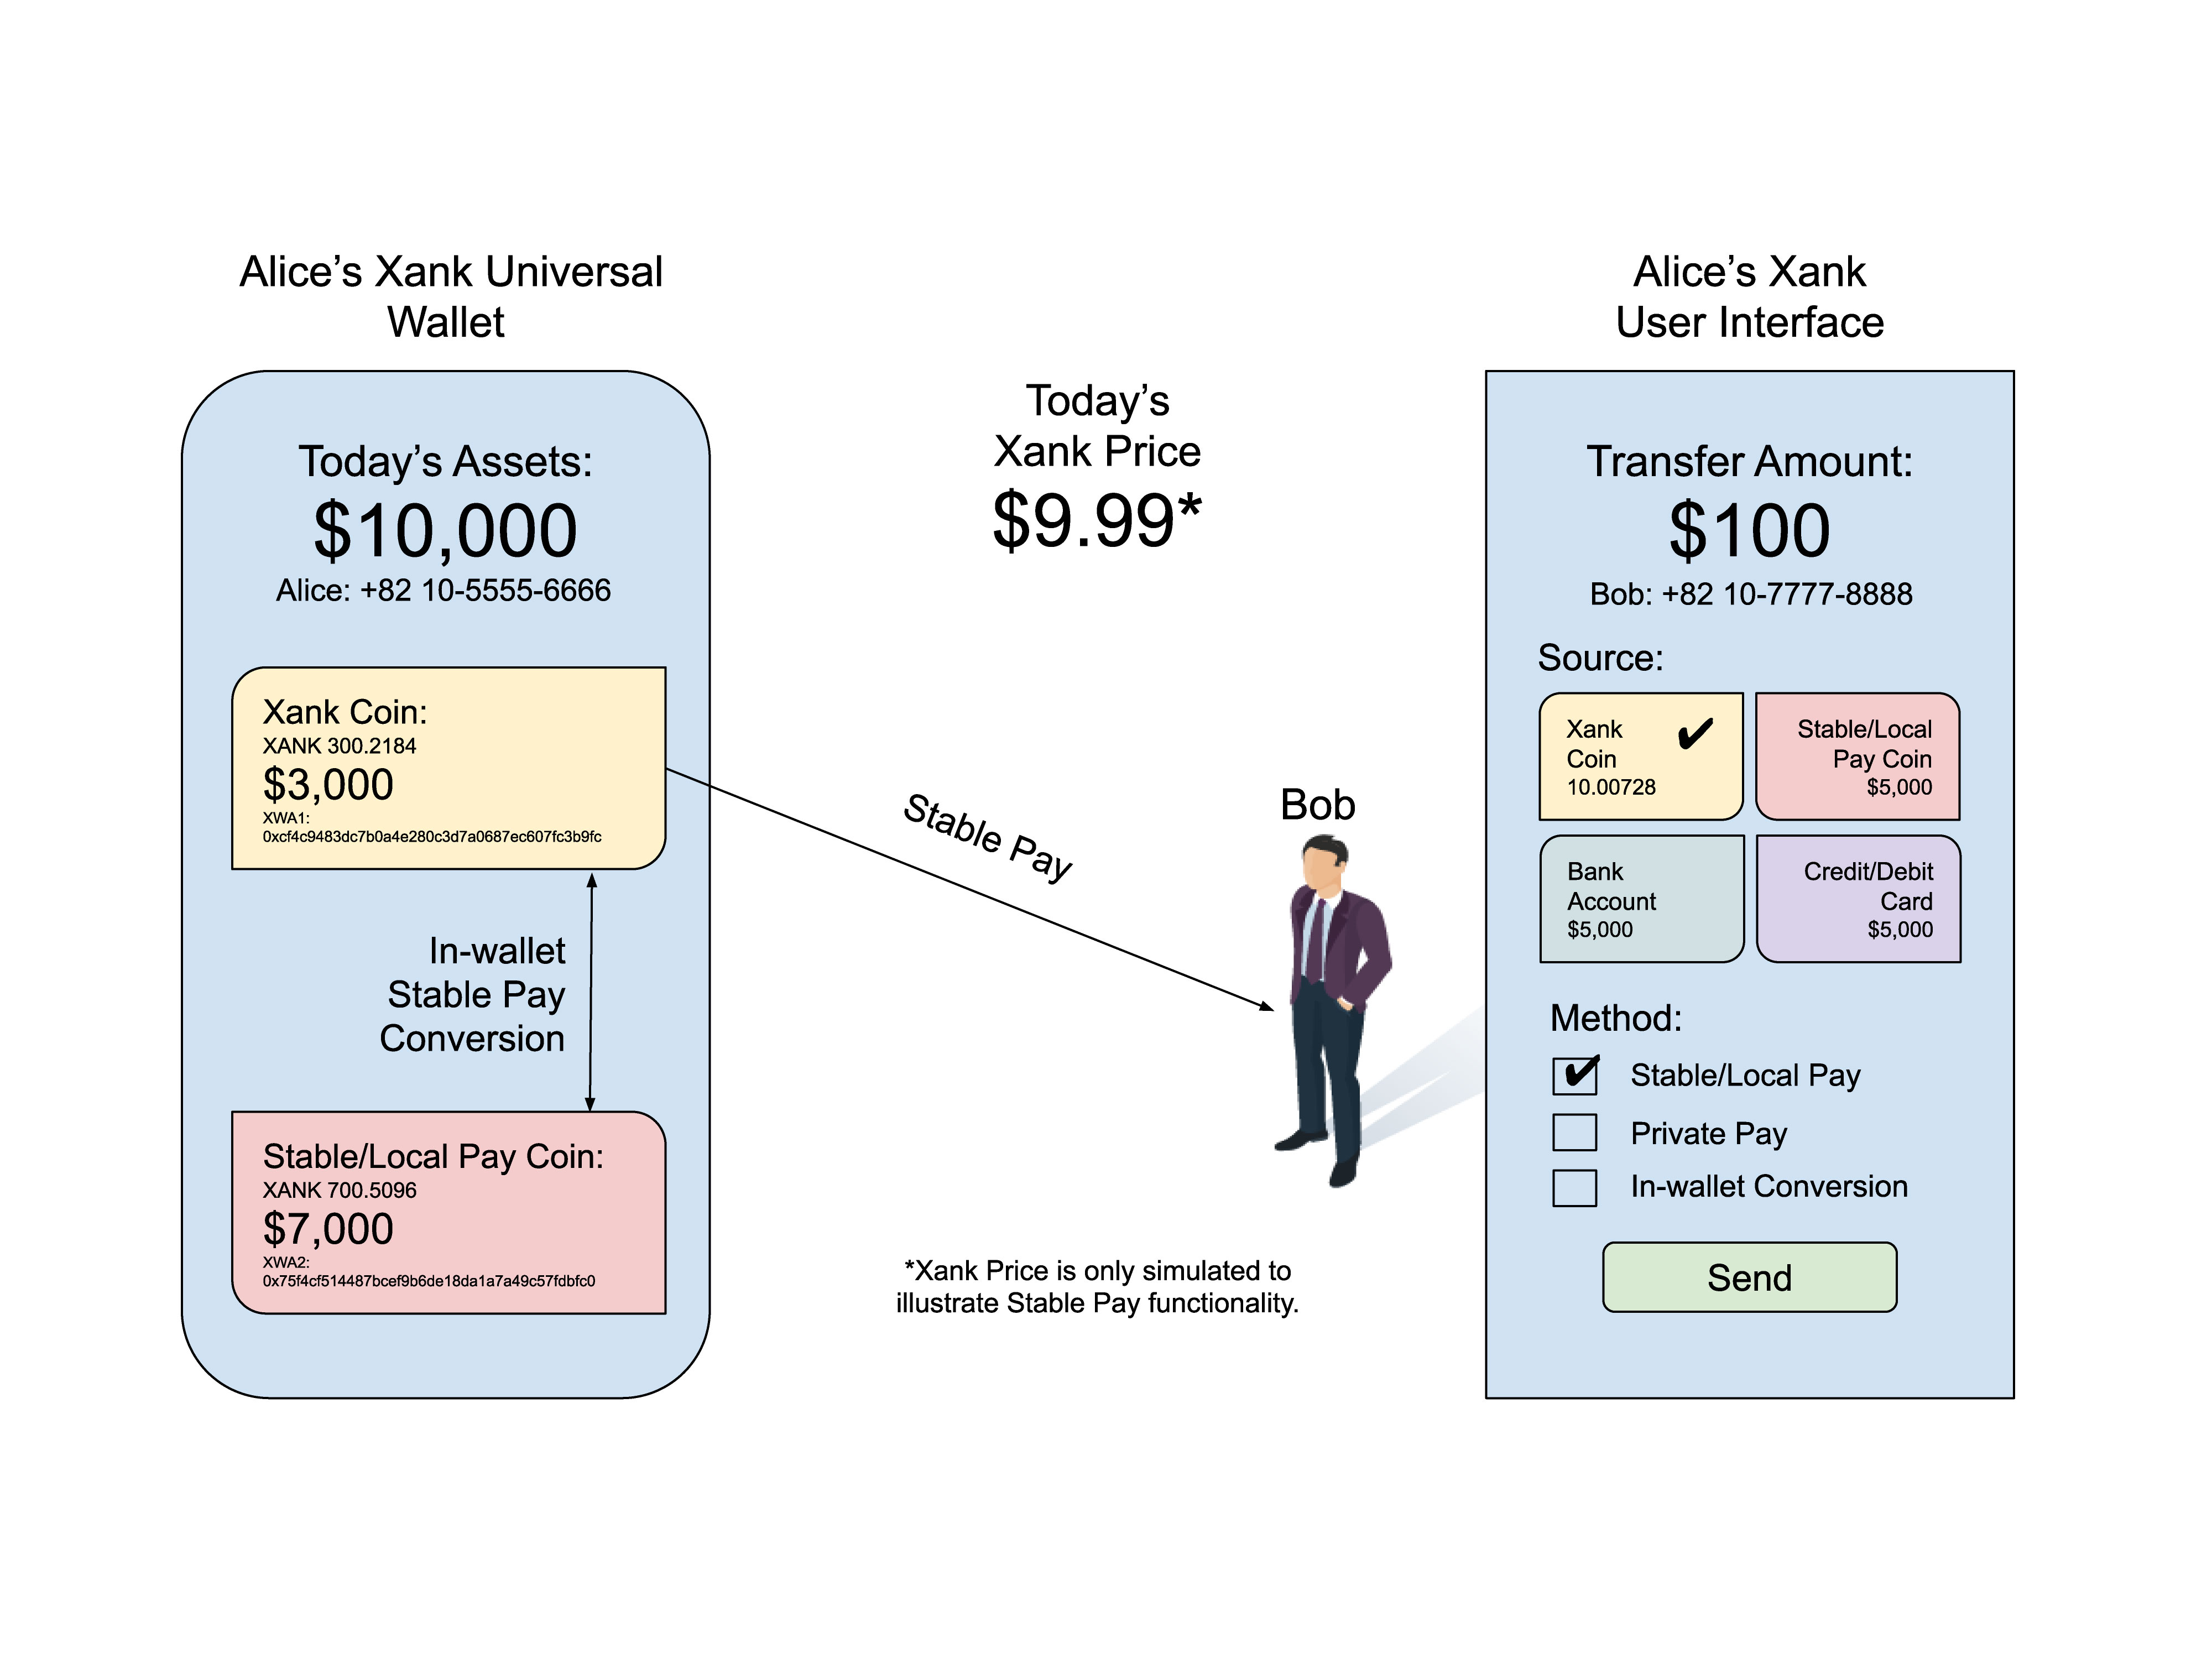 Alice’s Xank Universal
Wallet
Today’s Assets:
$10,000
Alice: +82 10-5555-6666
Xank Coin:
XANK 300.2184
$3,000
XWA1:
0xcf4c9483dc7b0a4e280c3d7a0687ec607fc3b9fc
In-wallet
Stable Pay
Conversion
Stable/Local Pay Coin:
XANK 700.5096
$7,000
XWA2:
0x75f4cf514487bcef9b6de18da1a7a49c57fdbfc0
Today’s
Xank Price
$9.99*
Stable Pay
Bob
*Xank Price is only simulated to
illustrate Stable Pay functionality.
Alice’s Xank
User Interface
Transfer Amount:
$100
Bob: +82 10-7777-8888
Source:
Xank
Coin
10.00728
Stable/Local
Pay Coin
$5,000
Bank
Account
$5,000
Credit/Debit
Card
$5,000
Method:
Stable/Local Pay
Private Pay
In-wallet Conversion
Send